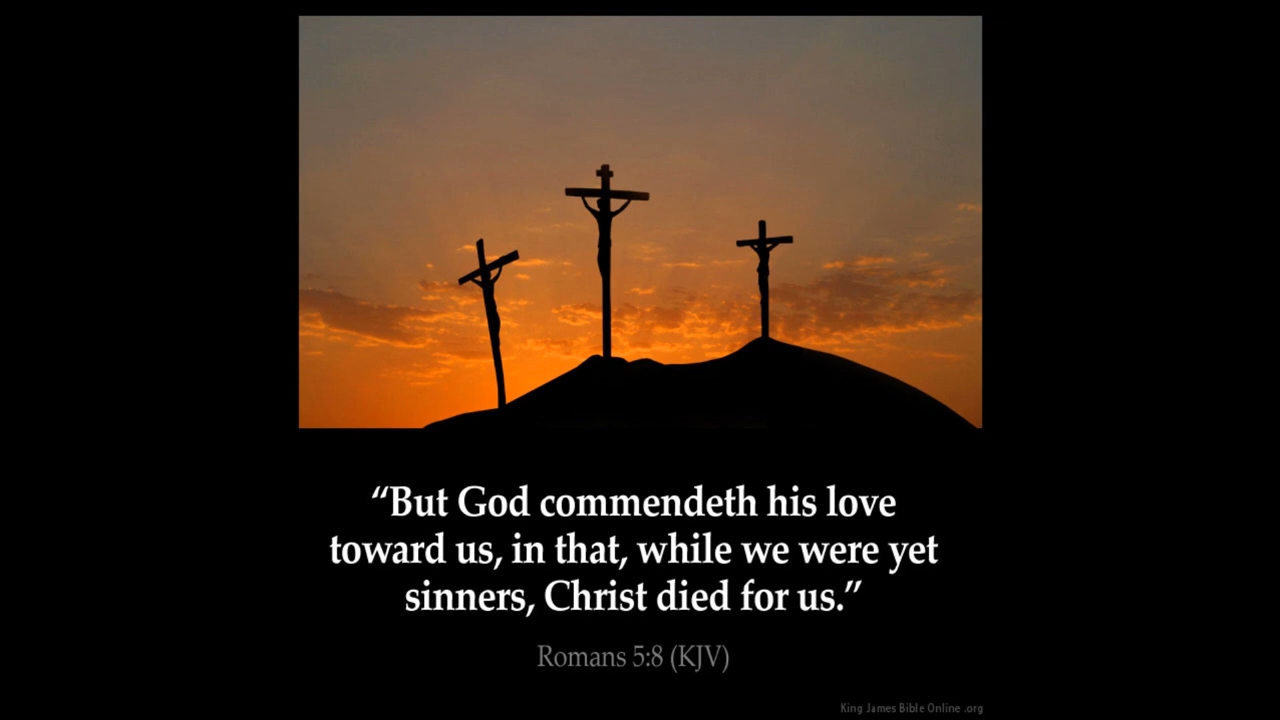 “But God commendeth his love
toward us, in that, while we were yet
sinners, Christ died for us.”
Romans 5:8 (KJV)
King James Bible Online .org